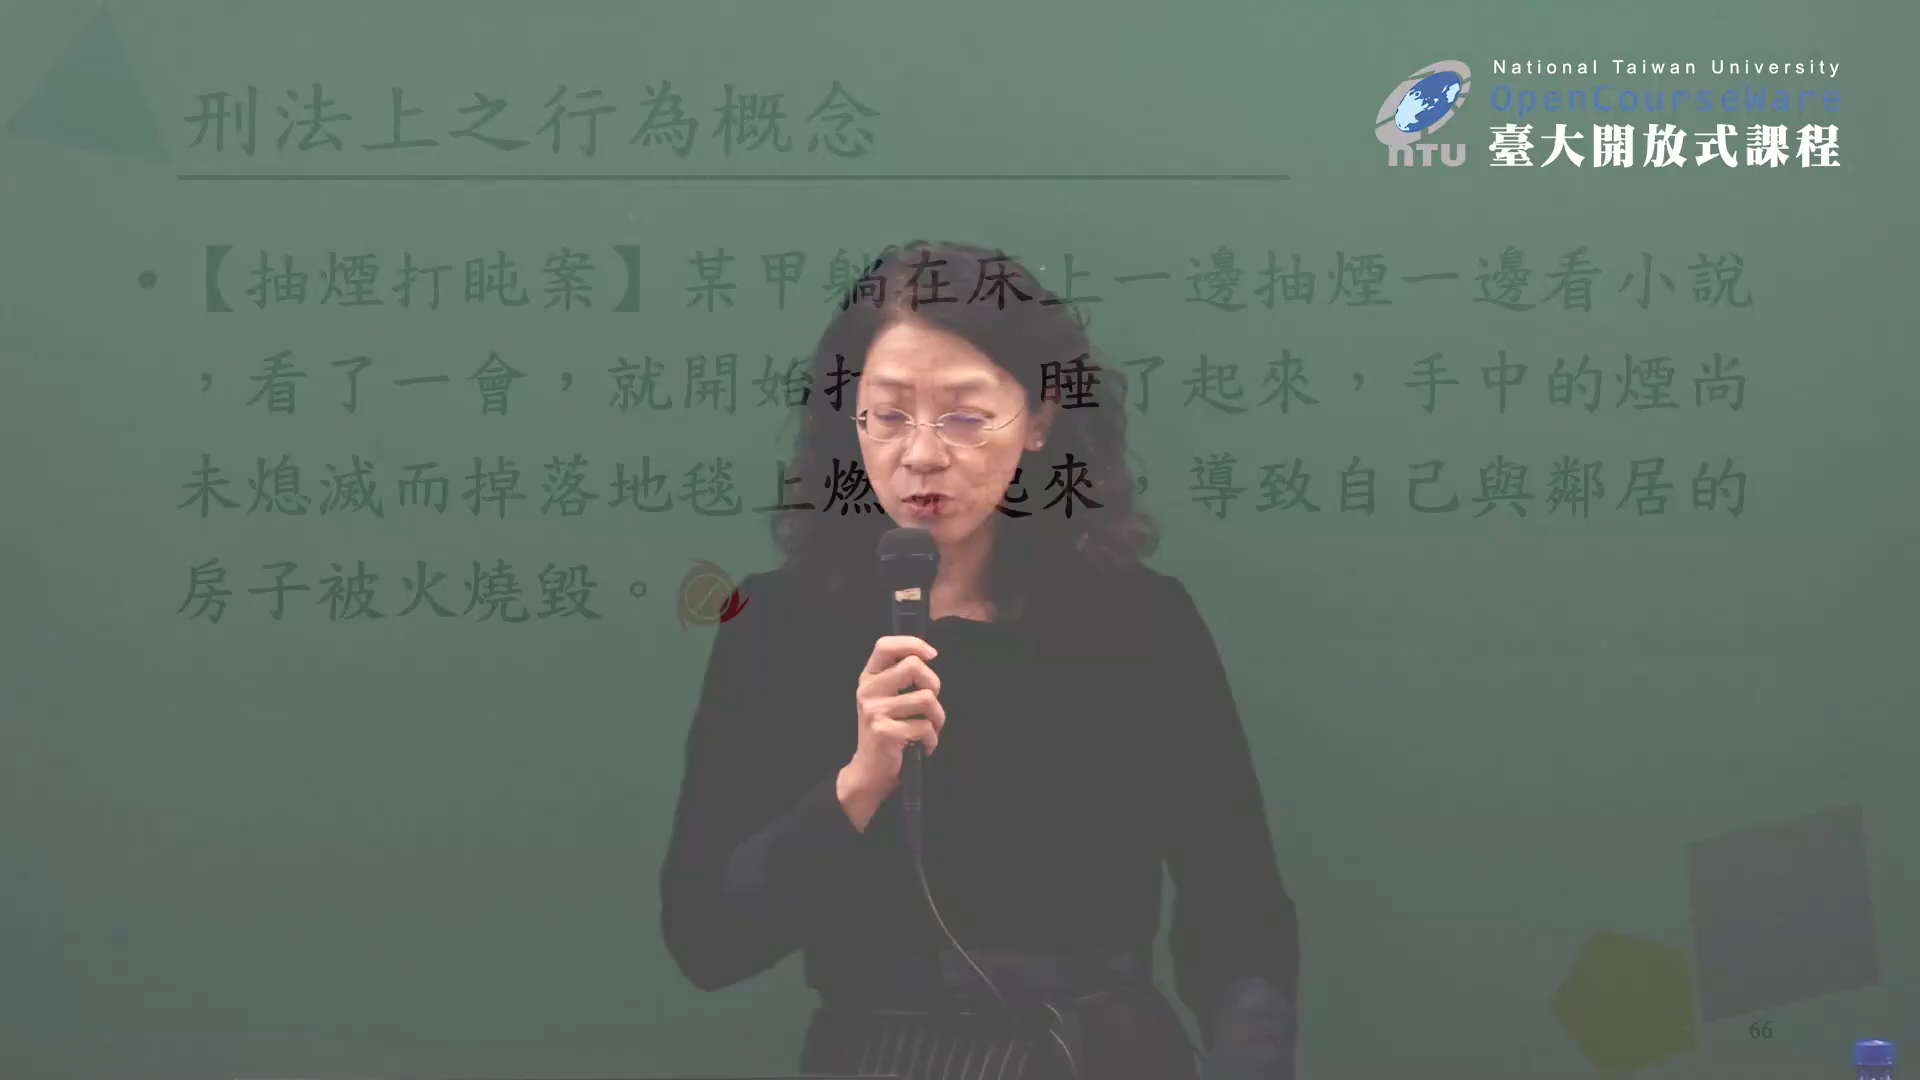 National Taiwan University
OpenCourseWare
臺大開放式課程
NTU
刑法上之行為概念
•【抽煙打盹案】某甲躺在床上一邊抽煙一邊看小說
，看了一會，就開始打 睡了起來，手中的煙尚
未熄滅而掉落地毯上燃 起來，導致自己與鄰居的
房子被火燒毀。
66